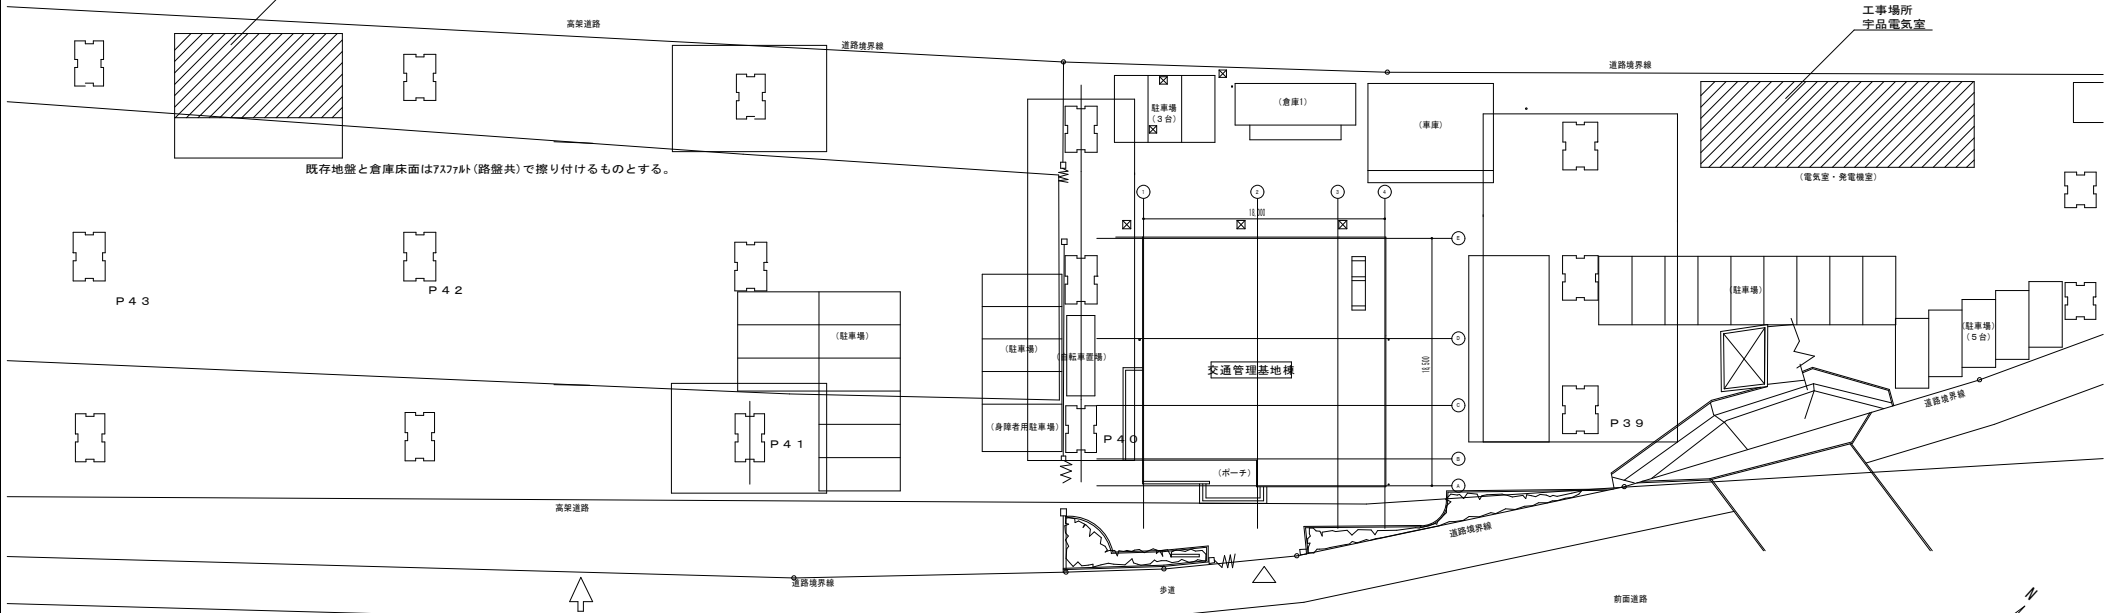 工事場所
宇品電気室
高架道路
道路境界線
道路境界線
駐車場
(3台)
(倉庫1)
(車庫)
既存地盤と倉庫床面はｱｽﾌｧﾙﾄ(路盤共)で擦り付けるものとする。
(電気室・発電機室)
1
2
3
4
18,000
E
P43
P42
(駐車場)
(駐車場)
(駐車場)
(自転車置場)
(駐車場)
(5台)
D
18,500
交通管理基地棟
C
道路境界線
(身障者用駐車場)
P41
P40
P39
B
(ポーチ)
A
高架道路
道路境界線
道路境界線
歩道
前面道路
N